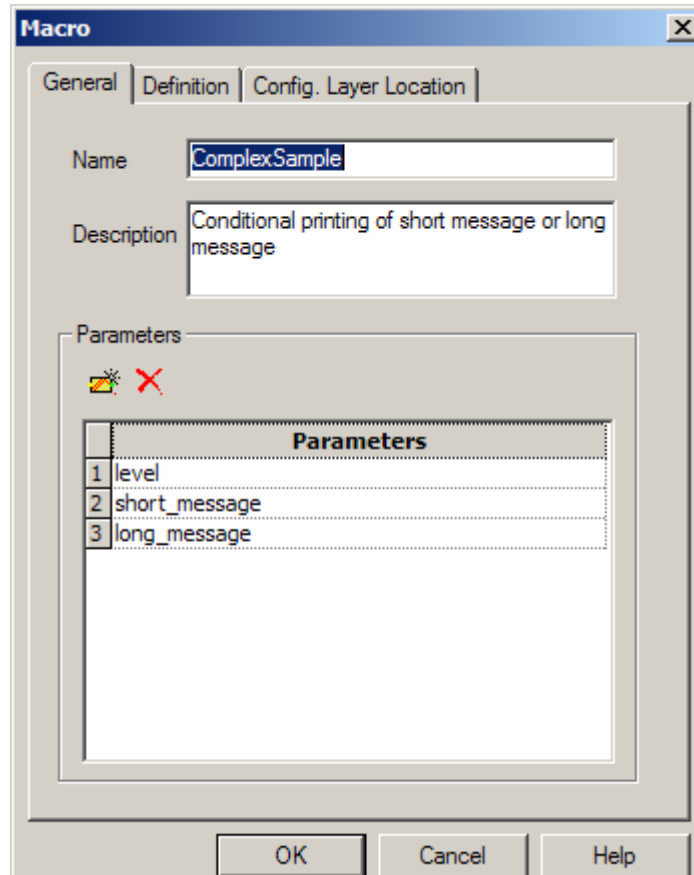 Macro
General Definition Config. Layer Location
Name ComplexSample
Description Conditional printing of short message or long
message
Parameters
Parameters
1 level
2 short_message
3 long_message
OK Cancel Help